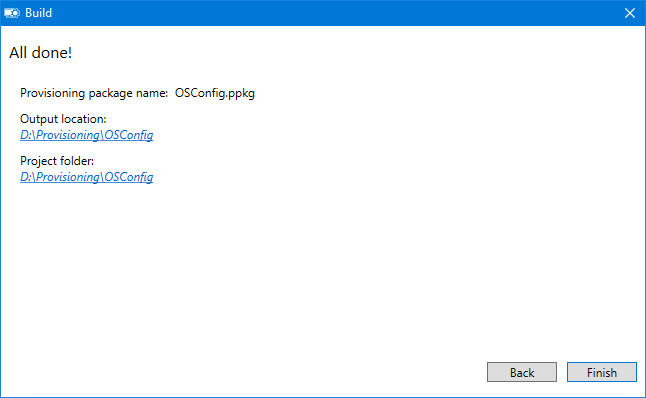 Build
All done!
Provisioning package name: OSConfig.ppkg
Output location:
D:\Provisioning\OSConfig
Project folder:
D:\Provisioning\OSConfig
Back Finish